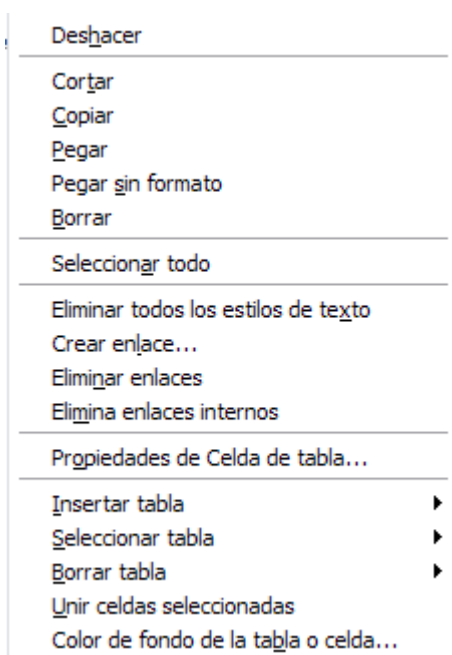 Deshacer
Cortar
Copiar
Pegar
Pegar sin formato
Borrar
Seleccionar todo
Eliminar todos los estilos de texto
Crear enlace...
Eliminar enlaces
Elimina enlaces internos
Propiedades de Celda de tabla...
Insertar tabla
Seleccionar tabla
Borrar tabla
Unir celdas seleccionadas
Color de fondo de la tabla o celda...